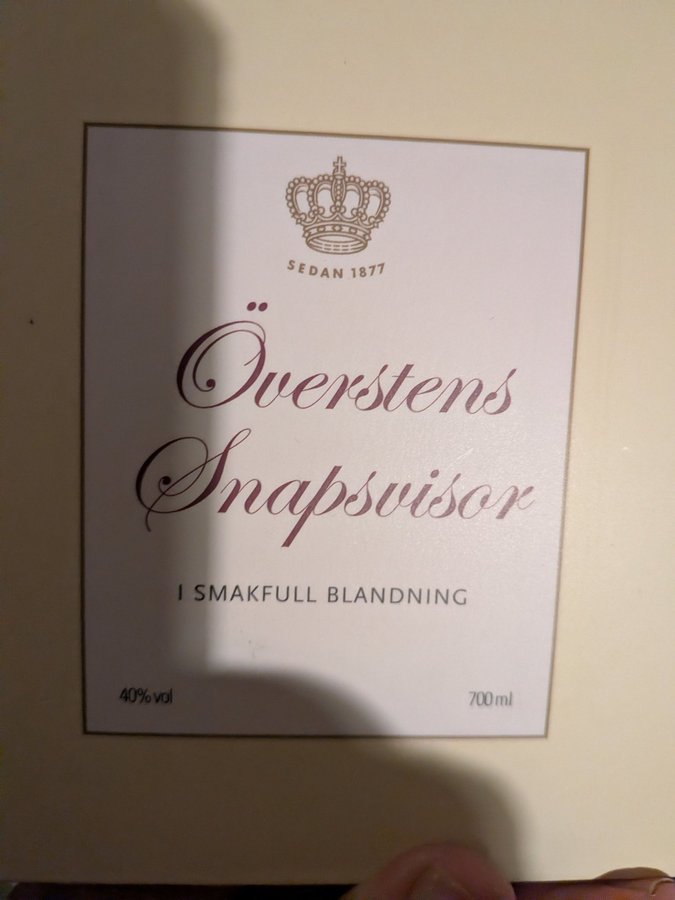 SEDAN 1877
Överstens
Snapsvisor
I SMAKFULL BLANDNING
40% vol 700 ml